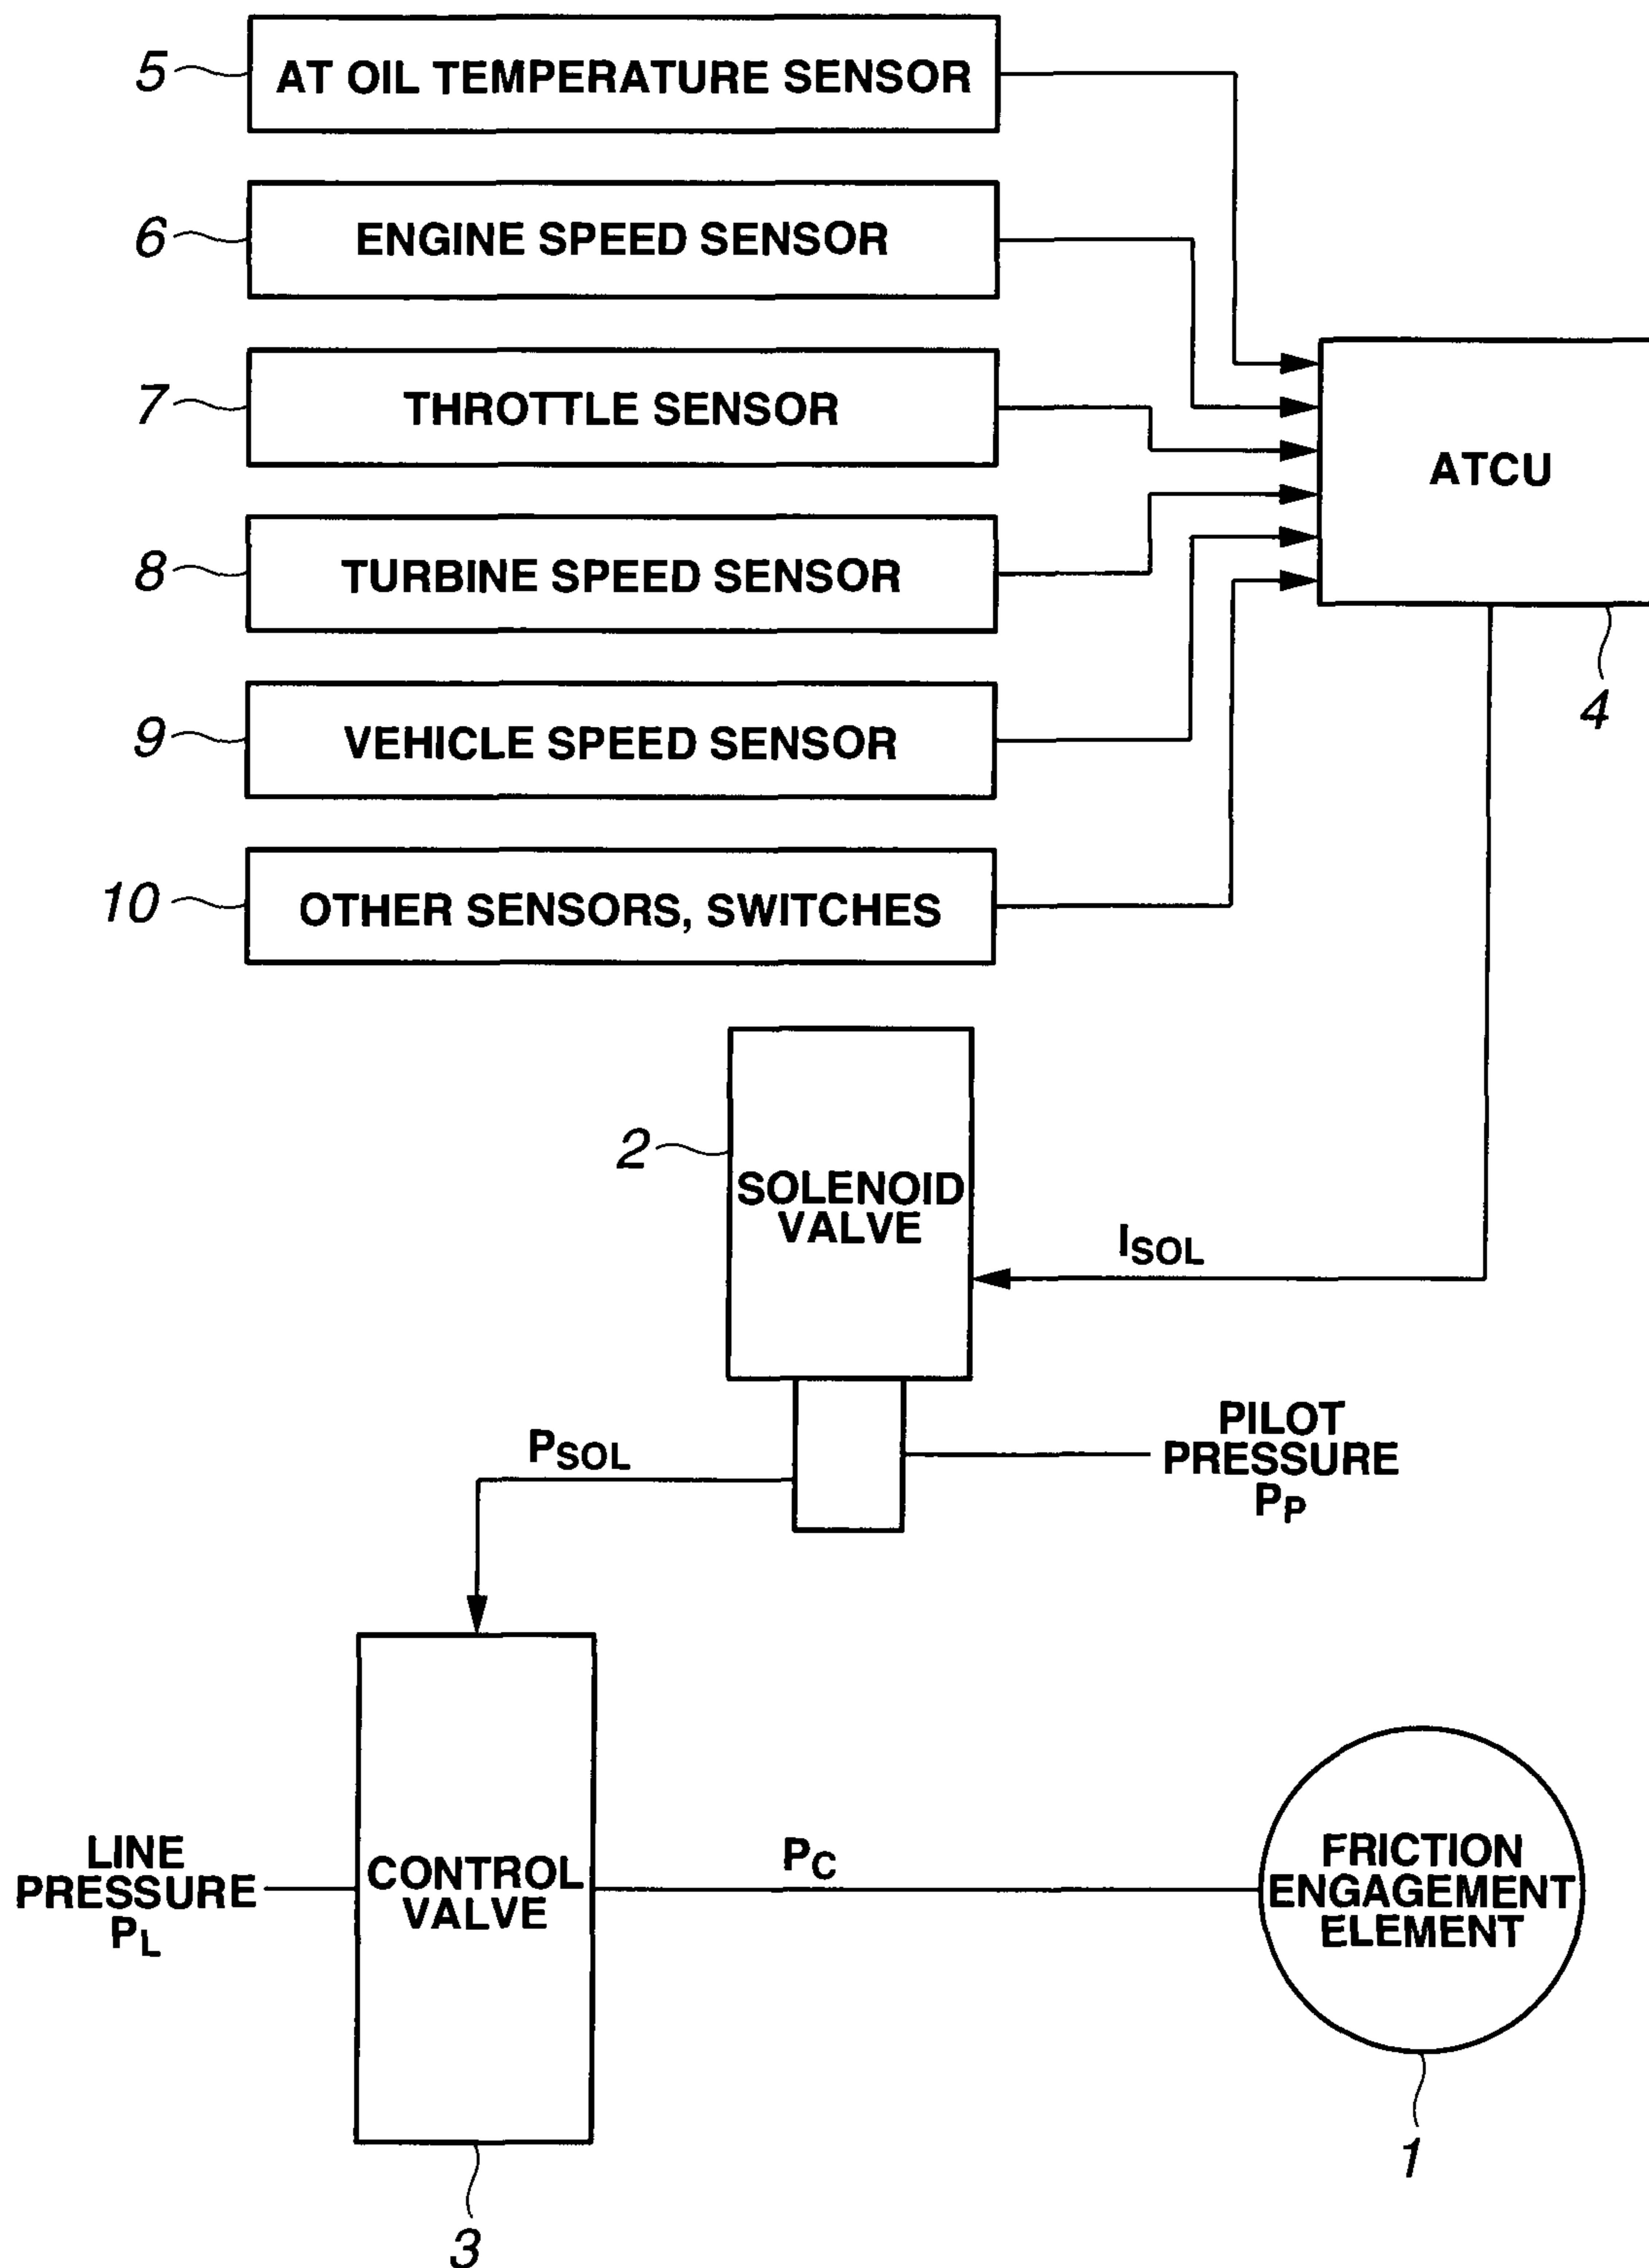 5
AT OIL TEMPERATURE SENSOR
6
ENGINE SPEED SENSOR
7
THROTTLE SENSOR
ATCU
8
TURBINE SPEED SENSOR
4
9
VEHICLE SPEED SENSOR
10
OTHER SENSORS, SWITCHES
2
SOLENOID
VALVE
ISOL
PSOL
PILOT
PRESSURE
PP
LINE
PRESSURE
PL
CONTROL
VALVE
PC
FRICTION
ENGAGEMENT
ELEMENT
1
3